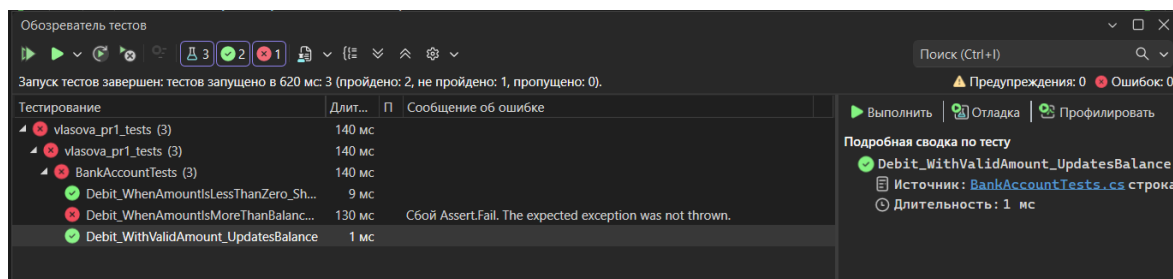 Обозреватель тестов
3 2 1
Поиск (Ctrl+I)
Запуск тестов завершен: тестов запущено в 620 мс: 3 (пройдено: 2, не пройдено: 1, пропущено: 0).
Предупреждения: 0 Ошибок: 0
Тестирование Длит... П Сообщение об ошибке
vlasova_pr1_tests (3) 140 мс
vlasova_pr1_tests (3) 140 мс
BankAccountTests (3) 140 мс
Debit_WhenAmountIsLessThanZero_Sh... 9 мс
Debit_WhenAmountIsMoreThanBalanc... 130 мс Сбой Assert.Fail. The expected exception was not thrown.
Debit_WithValidAmount_UpdatesBalance 1 мс
Выполнить Отладка Профилировать
Подробная сводка по тесту
Debit_WithValidAmount_UpdatesBalance
Источник: BankAccountTests.cs строка
Длительность: 1 мс